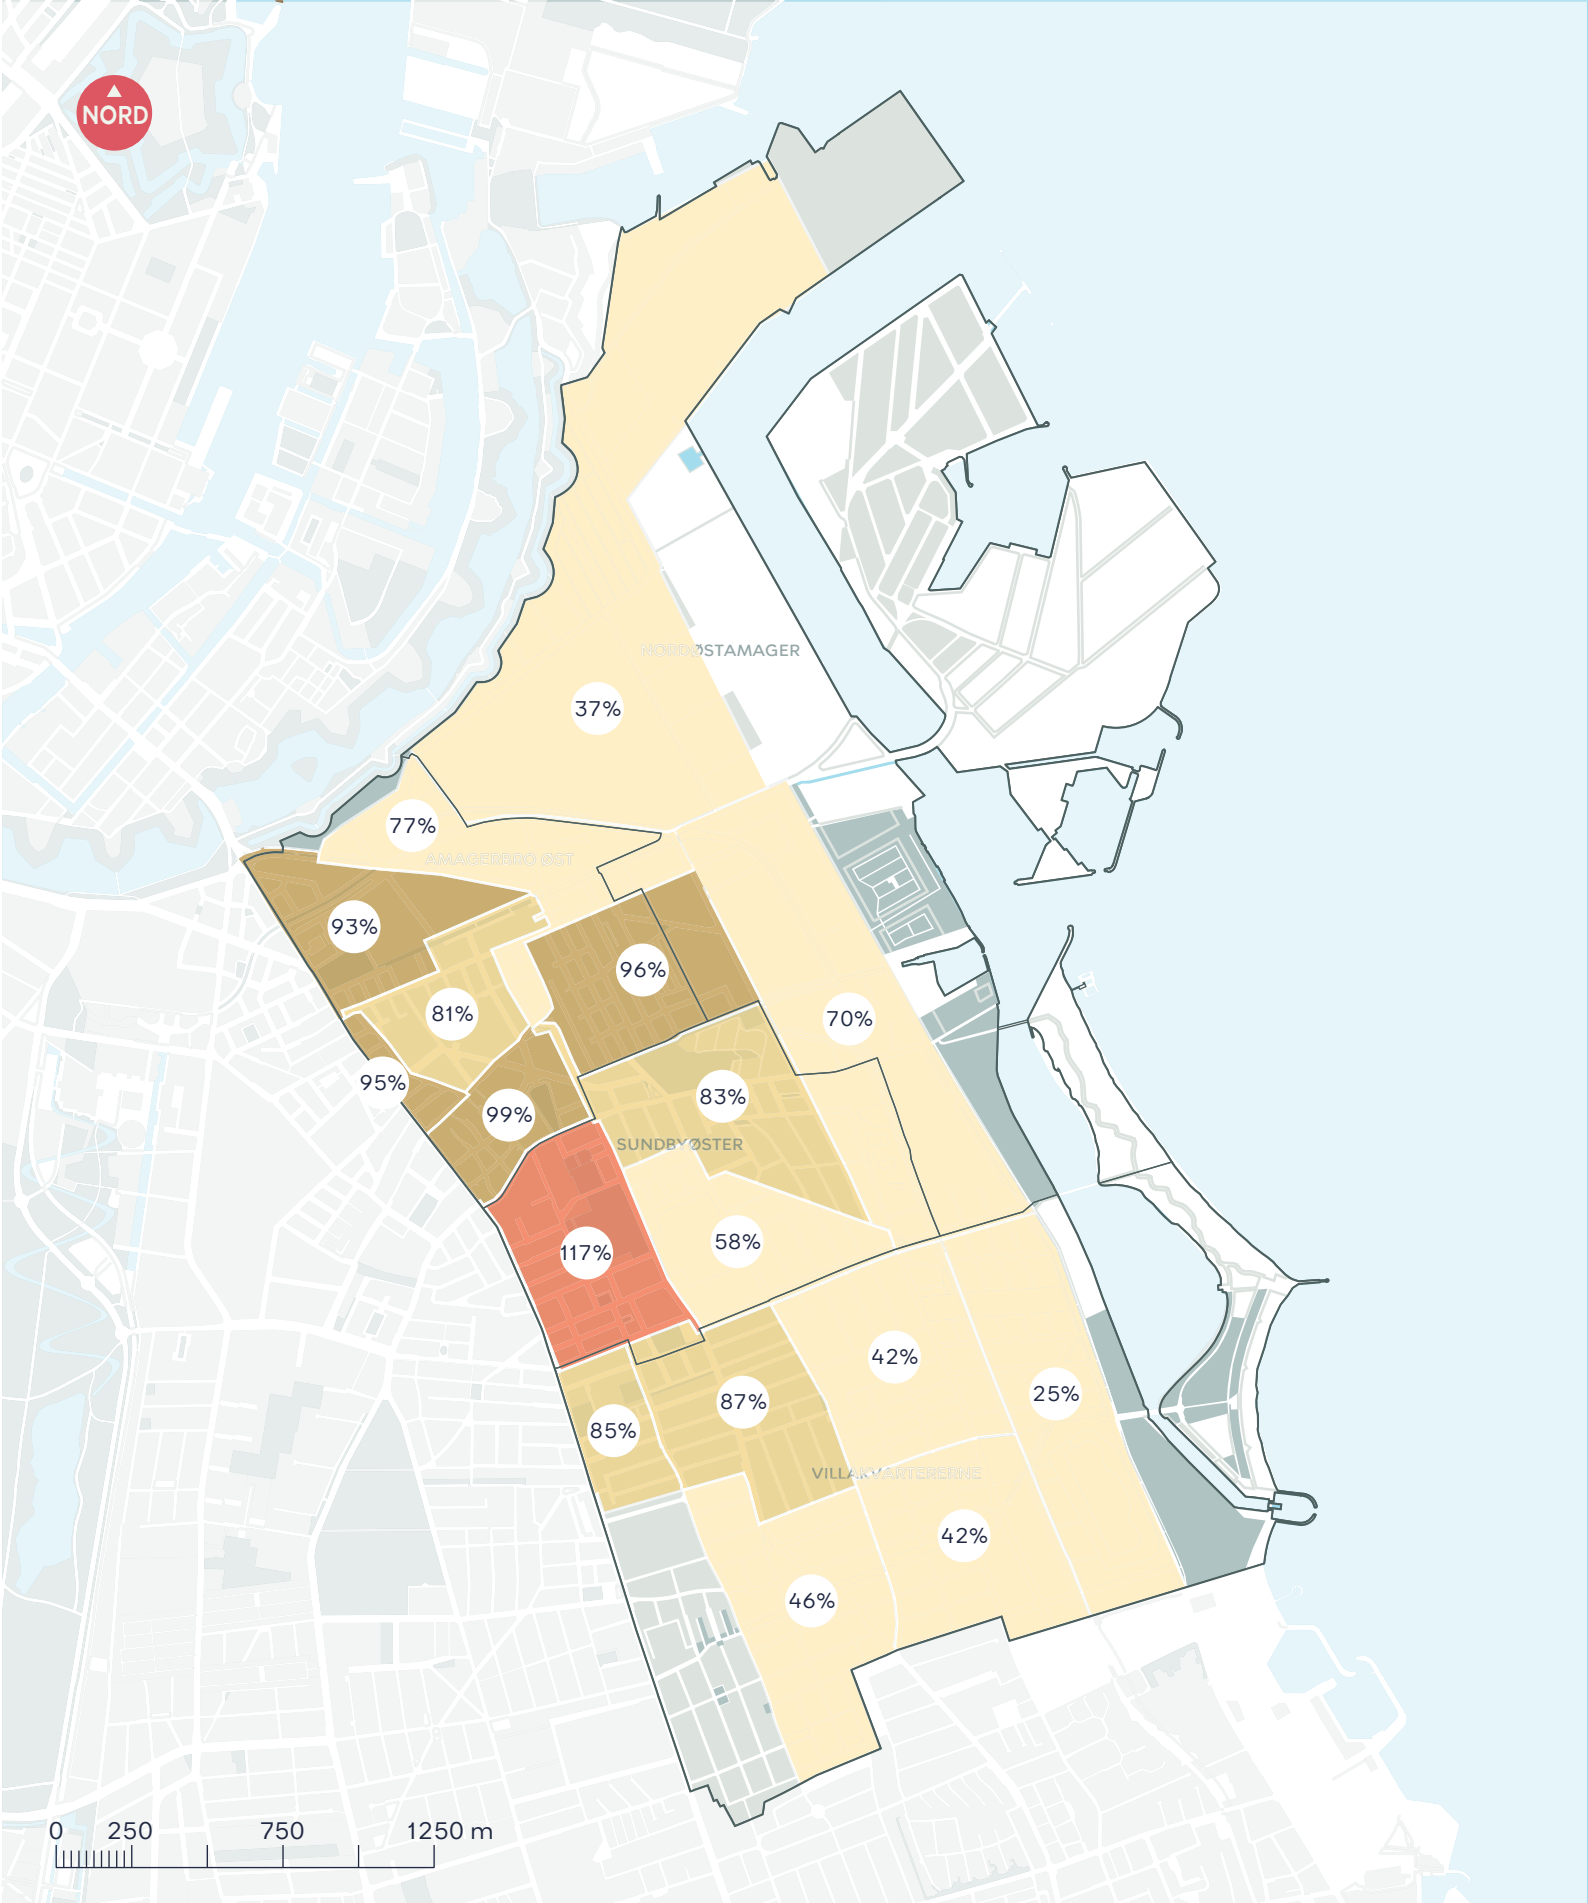 NORD
NORDØSTAMAGER
37%
77%
AMAGERBRO ØST
93%
96%
81%
70%
95%
83%
99%
SUNDBYØSTER
58%
117%
42%
25%
87%
85%
VILLAKVARTERERNE
42%
46%
0 250 750 1250 m